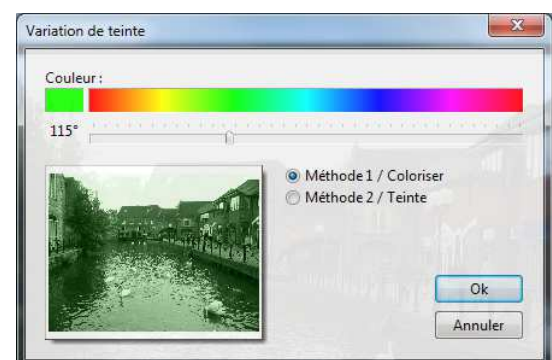 Variation de teinte
Couleur :
115°
Méthode 1 / Coloriser
Méthode 2 / Teinte
Ok
Annuler